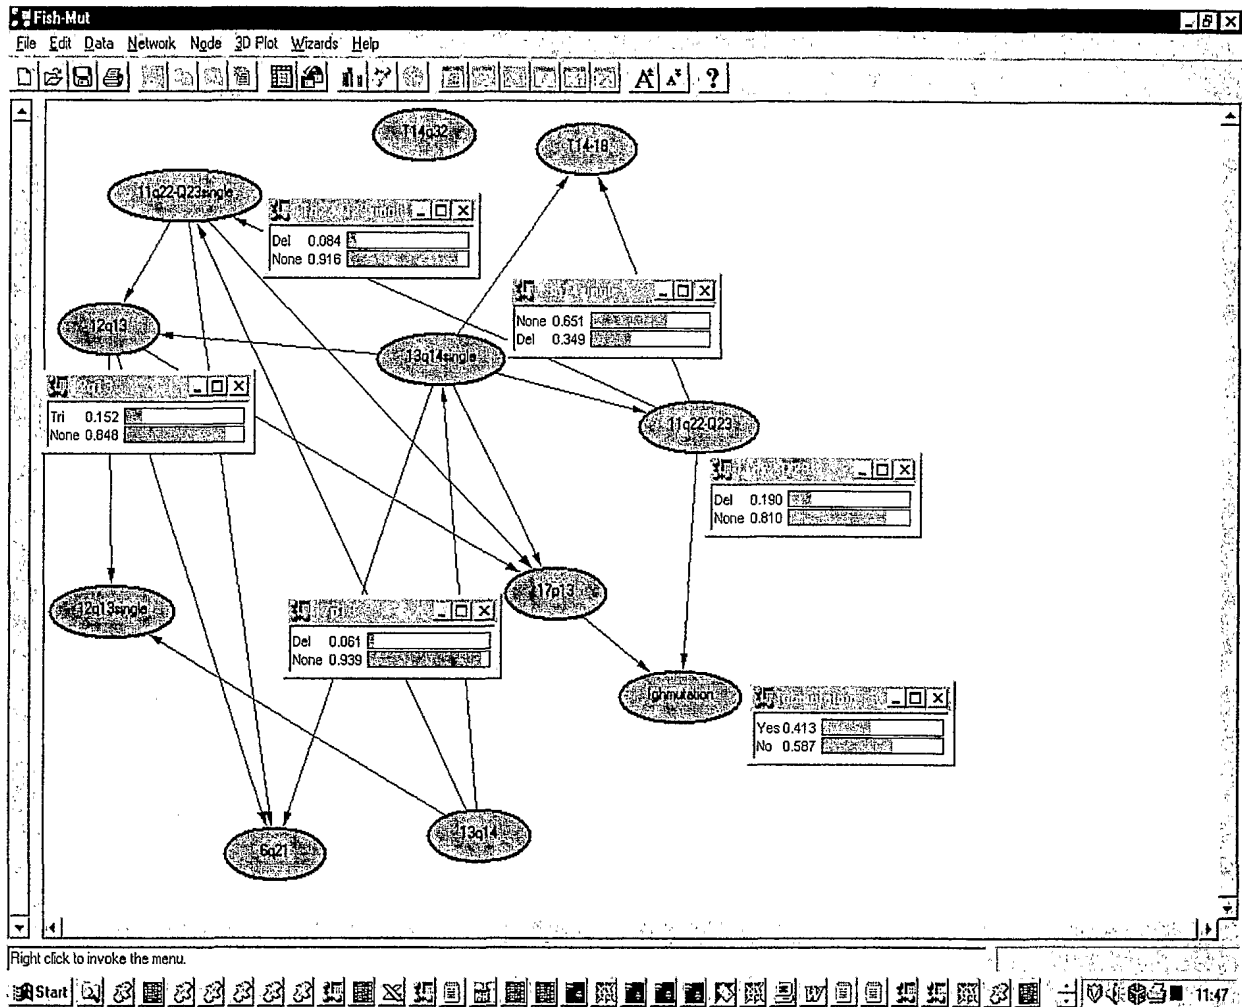 Fish-Mut
File Edit Data Network Node 3D Plot Wizards Help
T14q32
T14-18
11q22-Q23single
Del 0.084
None 0.916
None 0.651
Del 0.349
12q13
13q14single
Tri 0.152
None 0.848
11q22-Q23
Del 0.190
None 0.810
17p13
12q13single
Del 0.061
None 0.939
Ighmutation
Yes 0.413
No 0.587
13q14
6q21
Right click to invoke the menu.
Start
11:47